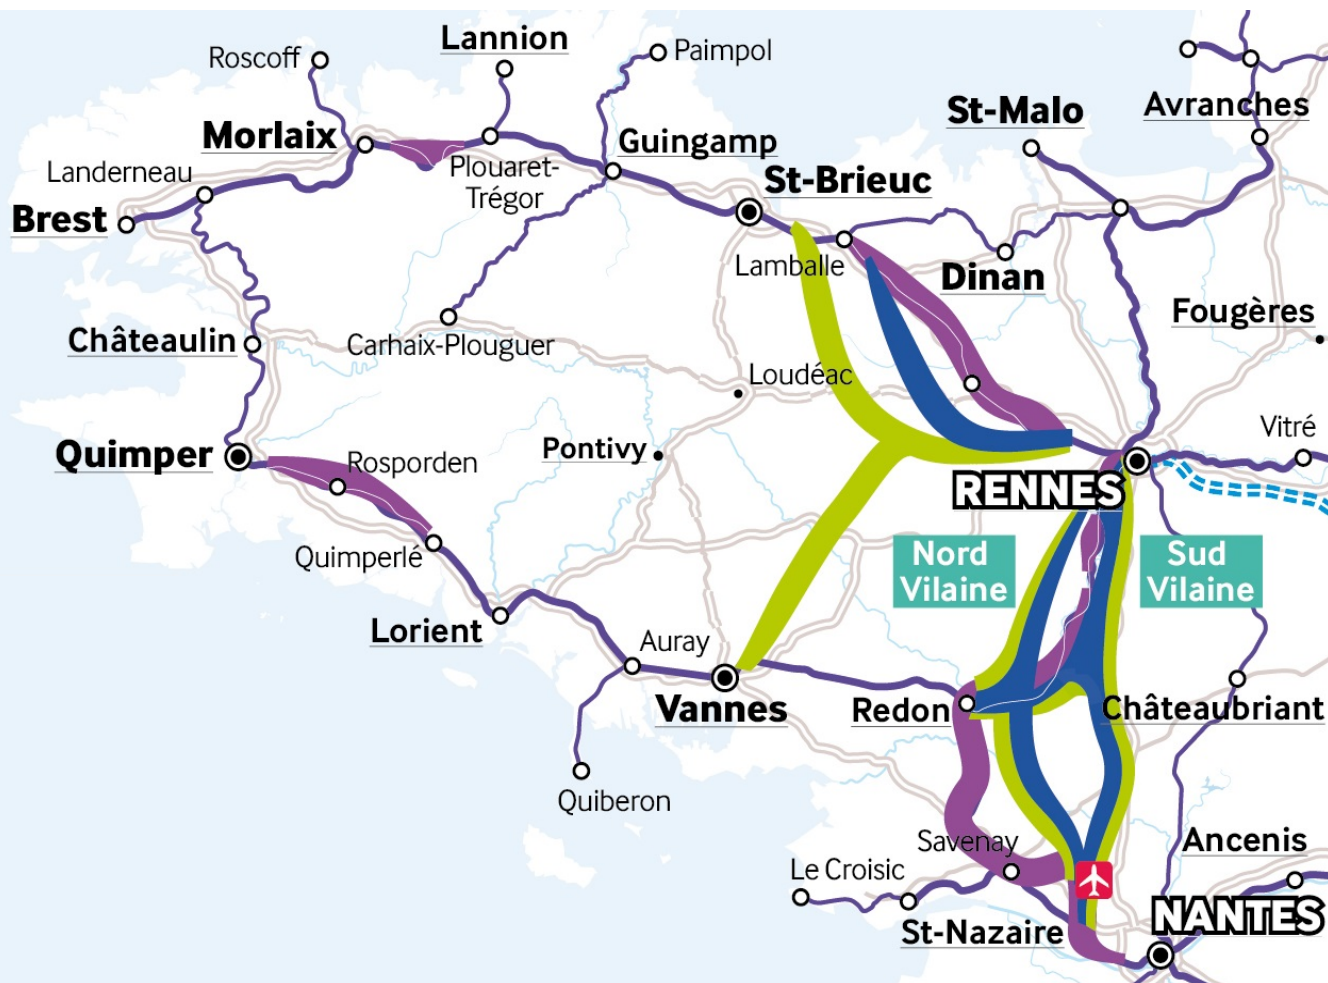 Lannion
Roscoff
Paimpol
Avranches
St-Malo
Morlaix
Guingamp
Plouaret-
Trégor
Landerneau
St-Brieuc
Brest
Lamballe
Dinan
Fougères
Châteaulin
Carhaix-Plouguer
Loudéac
Vitré
Pontivy
Quimper
Rosporden
RENNES
Quimperlé
Nord
Vilaine
Sud
Vilaine
Lorient
Auray
Vannes
Redon
Châteaubriant
Quiberon
Savenay
Ancenis
Le Croisic
St-Nazaire
NANTES